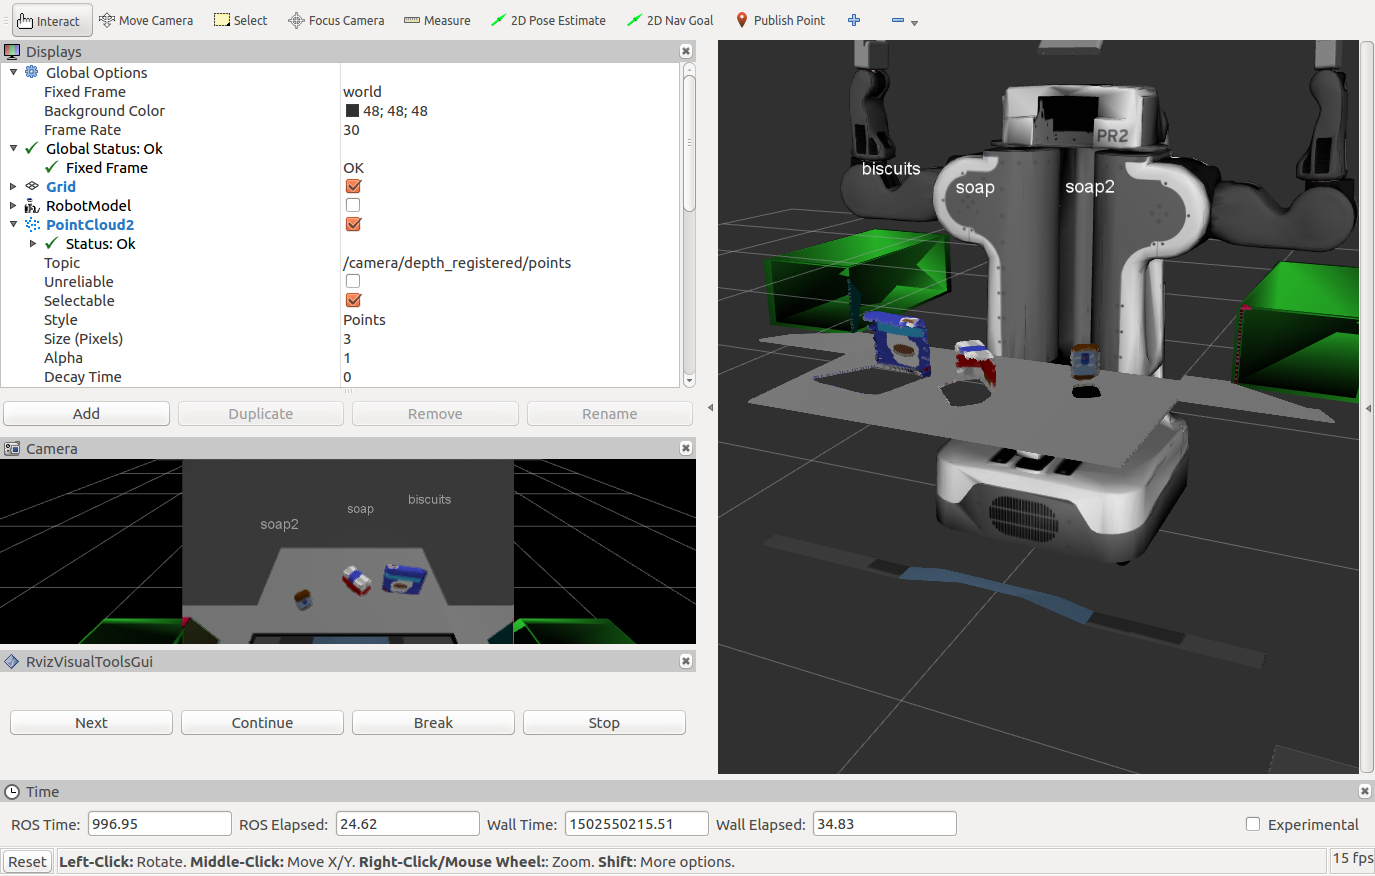 Interact Move Camera Select Focus Camera Measure 2D Pose Estimate 2D Nav Goal Publish Point
Displays
Global Options
Fixed Frame world
Background Color 48; 48; 48
Frame Rate 30
Global Status: Ok
Fixed Frame OK
Grid
RobotModel
PointCloud2
Status: Ok
Topic /camera/depth_registered/points
Unreliable
Selectable
Style Points
Size (Pixels) 3
Alpha 1
Decay Time 0
Add Duplicate Remove Rename
Camera
biscuits
soap
soap2
RvizVisualToolsGui
Next Continue Break Stop
PR2
biscuits
soap soap2
Time
ROS Time: 996.95 ROS Elapsed: 24.62 Wall Time: 1502550215.51 Wall Elapsed: 34.83 Experimental
Reset Left-Click: Rotate. Middle-Click: Move X/Y. Right-Click/Mouse Wheel:: Zoom. Shift: More options. 15 fps